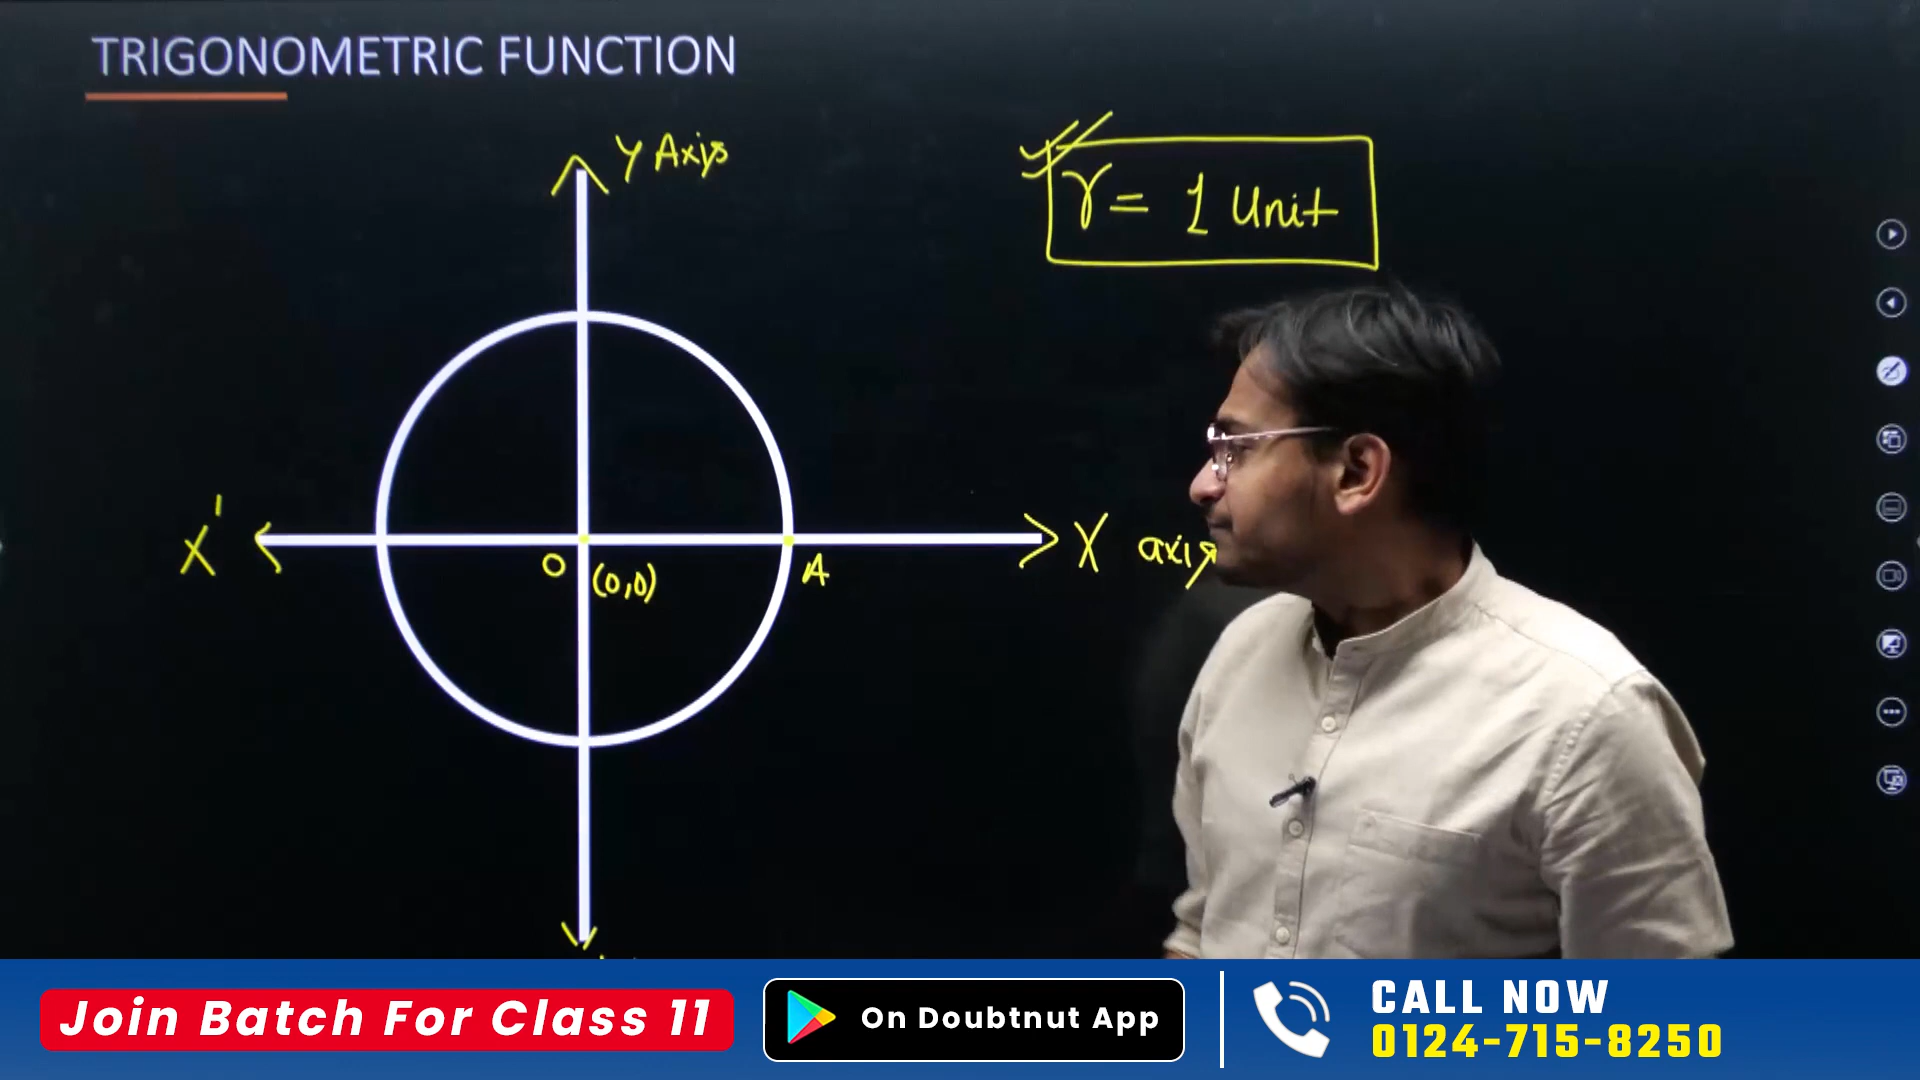 TRIGONOMETRIC FUNCTION
Y Axis
r = 1 Unit
X'
O
(0,0)
A
X axis
Join Batch For Class 11
On Doubtnut App
CALL NOW
0124-715-8250